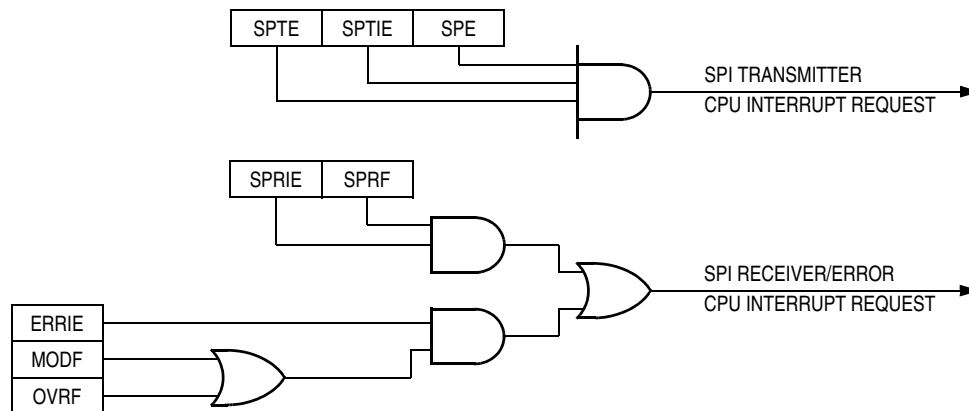 SPTE SPTIE SPE
SPI TRANSMITTER
CPU INTERRUPT REQUEST
SPRIE SPRF
SPI RECEIVER/ERROR
CPU INTERRUPT REQUEST
ERRIE
MODF
OVRF